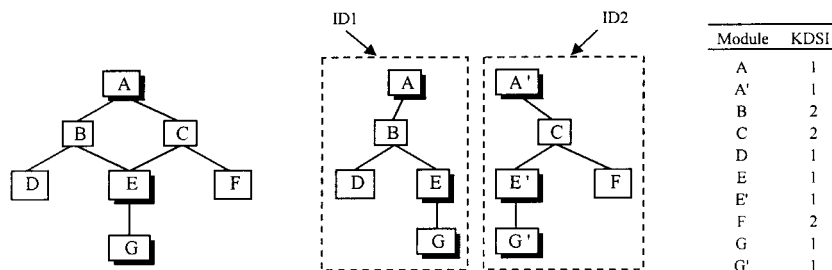 ID1
ID2
Module KDSI
A
B C
D E F
G
A
B
D E
G
A'
C
E' F
G'
A 1
A' 1
B 2
C 2
D 1
E 1
E' 1
F 2
G 1
G' 1